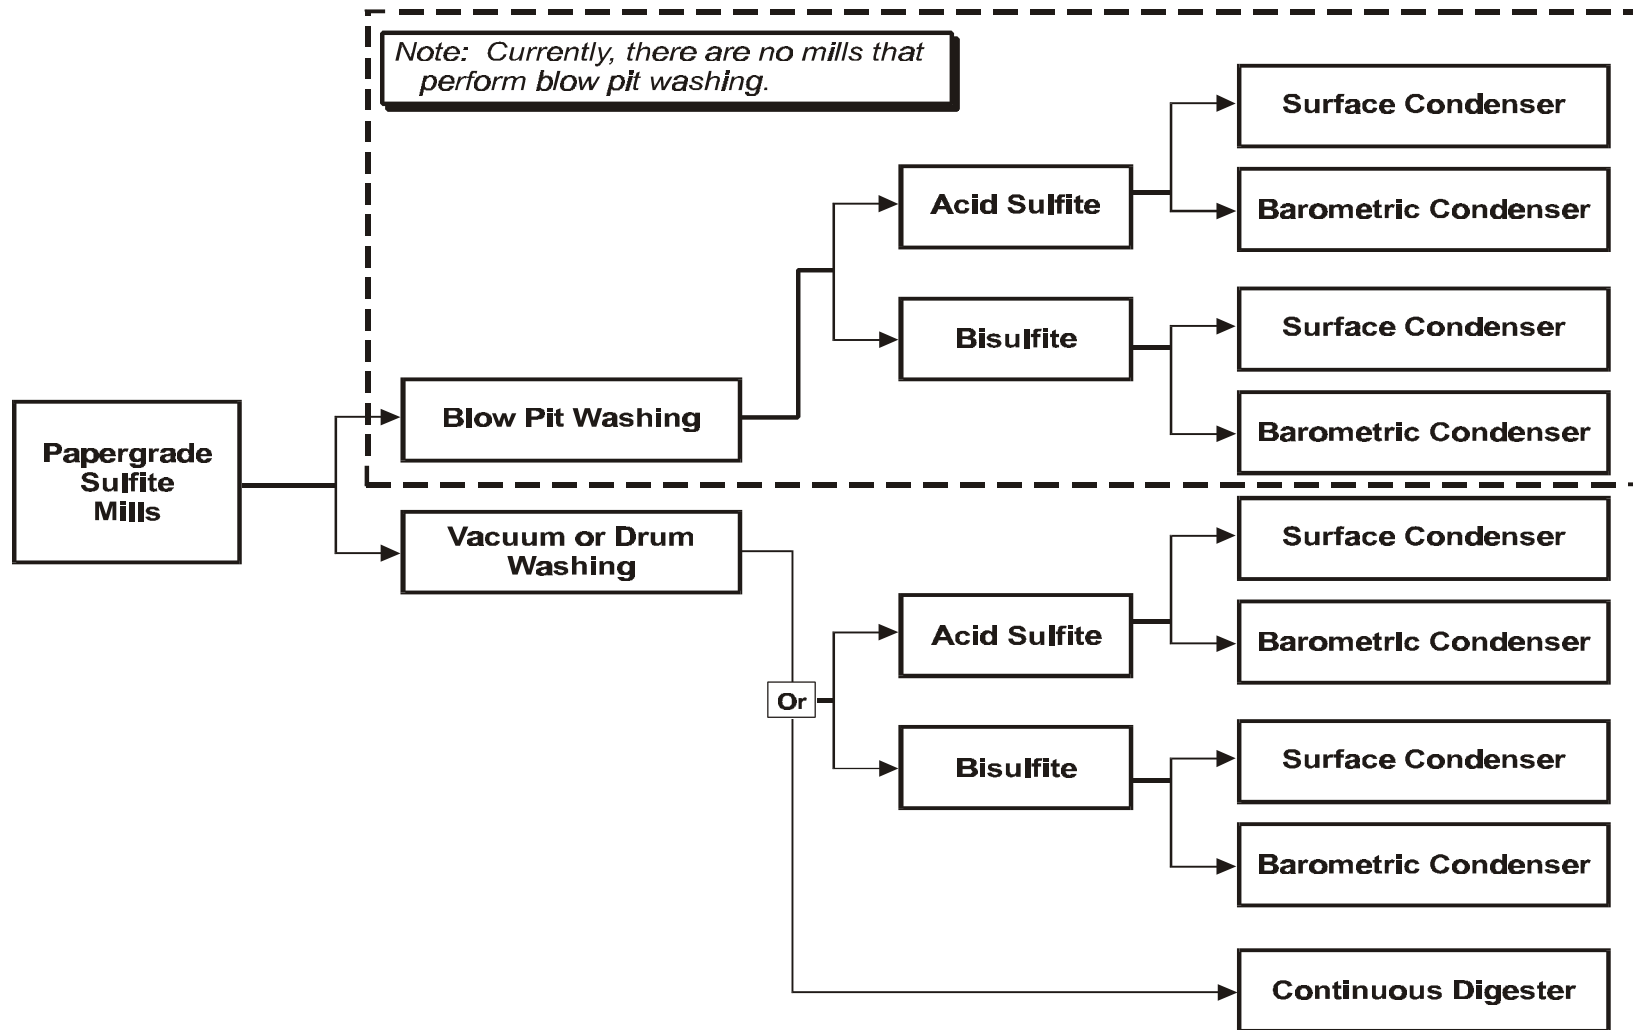 Note: Currently, there are no mills that
perform blow pit washing.
Surface Condenser
Acid Sulfite
Barometric Condenser
Surface Condenser
Bisulfite
Blow Pit Washing
Barometric Condenser
Papergrade
Sulfite
Mills
Vacuum or Drum
Washing
Surface Condenser
Acid Sulfite
Barometric Condenser
Or
Surface Condenser
Bisulfite
Barometric Condenser
Continuous Digester